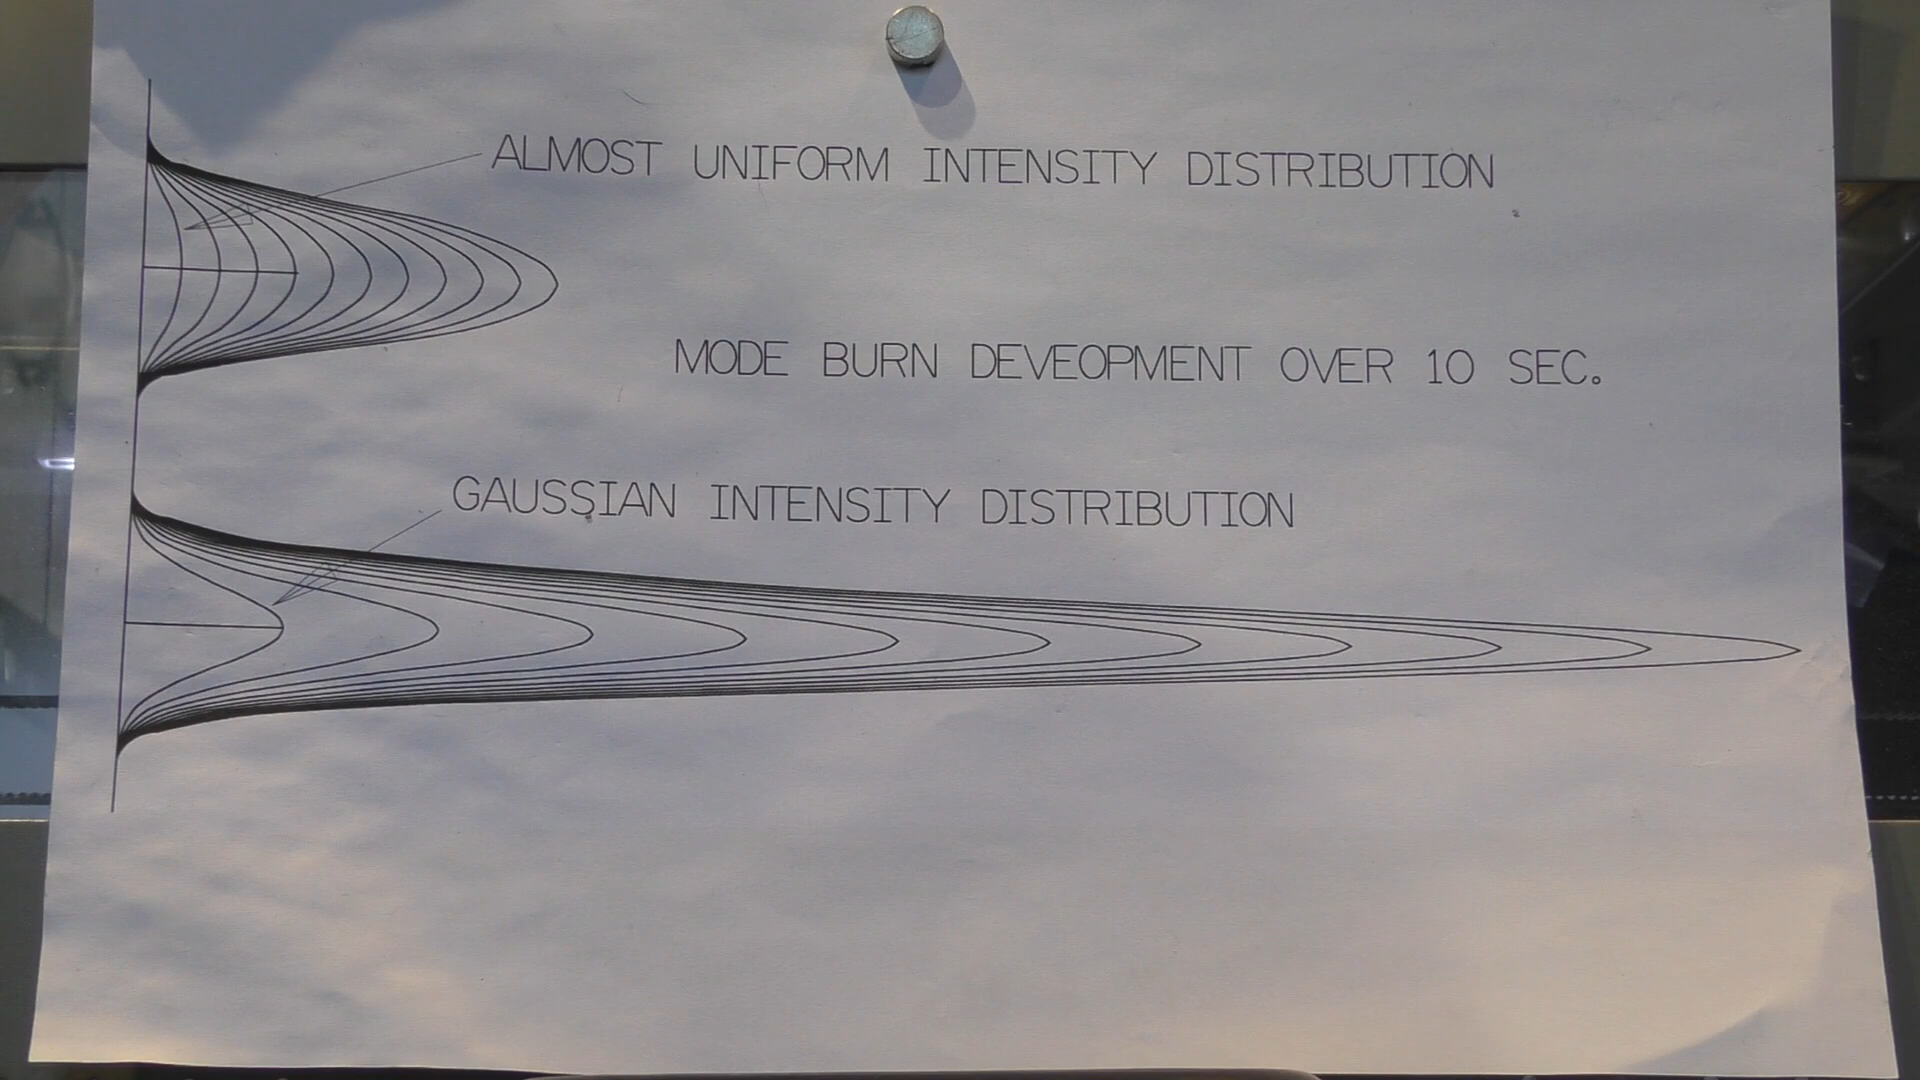 ALMOST UNIFORM INTENSITY DISTRIBUTION
MODE BURN DEVEOPMENT OVER 10 SEC.
GAUSSIAN INTENSITY DISTRIBUTION